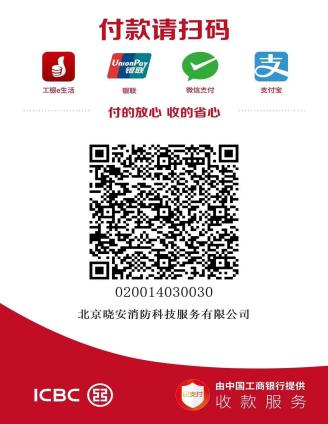 付款请扫码
工银e生活
UnionPay
银联
银联
微信支付
支付宝
付的放心 收的省心
020014030030
北京晓安消防科技服务有限公司
ICBC
e支付
由中国工商银行提供
收款服务